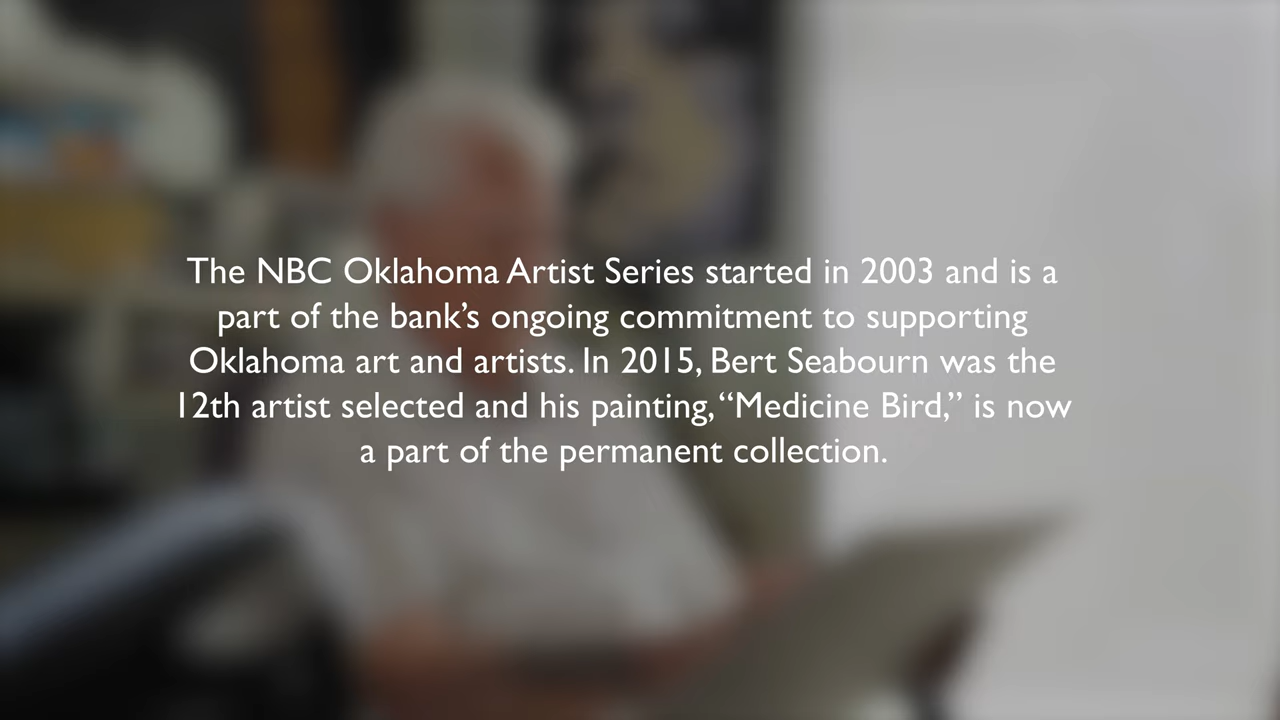 The NBC Oklahoma Artist Series started in 2003 and is a
part of the bank’s ongoing commitment to supporting
Oklahoma art and artists. In 2015, Bert Seabourn was the
12th artist selected and his painting, “Medicine Bird,” is now
a part of the permanent collection.